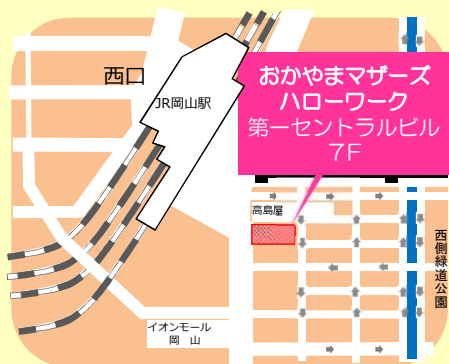 西口
JR岡山駅
おかやまマザーズ
ハローワーク
第一セントラルビル
7F
高島屋
西側緑道公園
イオンモール
岡 山